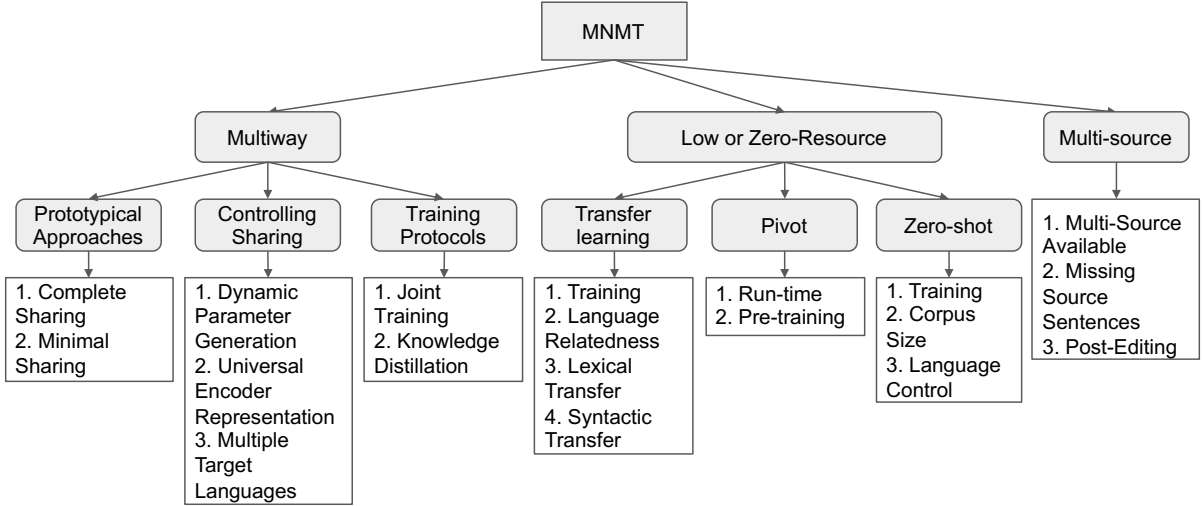 MNMT
Multiway
Low or Zero-Resource
Multi-source
Prototypical
Approaches
Controlling
Sharing
Training
Protocols
Transfer
learning
Pivot
Zero-shot
1. Complete
Sharing
2. Minimal
Sharing
1. Dynamic
Parameter
Generation
2. Universal
Encoder
Representation
3. Multiple
Target
Languages
1. Joint
Training
2. Knowledge
Distillation
1. Training
2. Language
Relatedness
3. Lexical
Transfer
4. Syntactic
Transfer
1. Run-time
2. Pre-training
1. Training
2. Corpus
Size
3. Language
Control
1. Multi-Source
Available
2. Missing
Source
Sentences
3. Post-Editing